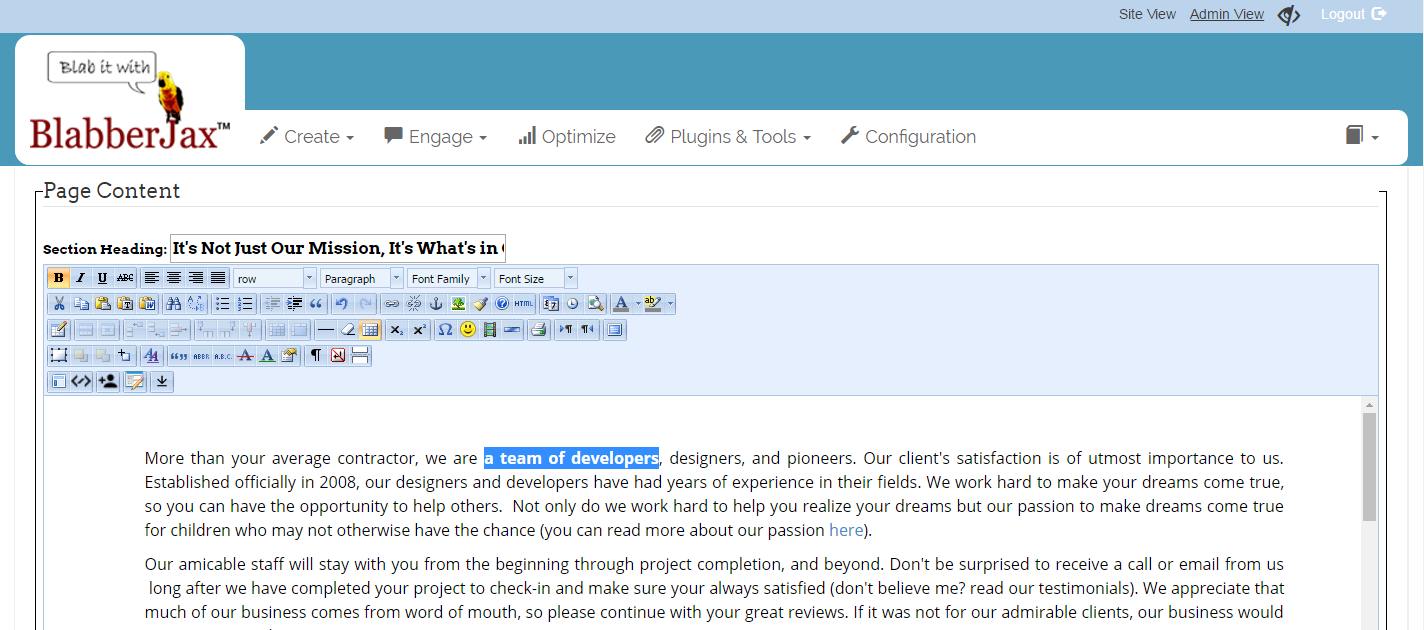 Site View Admin View Logout
Blab it with
BlabberJax™
Create Engage Optimize Plugins & Tools Configuration
Page Content
Section Heading: It's Not Just Our Mission, It's What's in
B I U ABC row Paragraph Font Family Font Size
HTML A ab
X₂ X² Ω ¶ ¶
A ABBR A.B.C. A A ¶
More than your average contractor, we are a team of developers, designers, and pioneers. Our client's satisfaction is of utmost importance to us.
Established officially in 2008, our designers and developers have had years of experience in their fields. We work hard to make your dreams come true,
so you can have the opportunity to help others.  Not only do we work hard to help you realize your dreams but our passion to make dreams come true
for children who may not otherwise have the chance (you can read more about our passion here).
Our amicable staff will stay with you from the beginning through project completion, and beyond. Don't be surprised to receive a call or email from us
long after we have completed your project to check-in and make sure your always satisfied (don't believe me? read our testimonials). We appreciate that
much of our business comes from word of mouth, so please continue with your great reviews. If it was not for our admirable clients, our business would